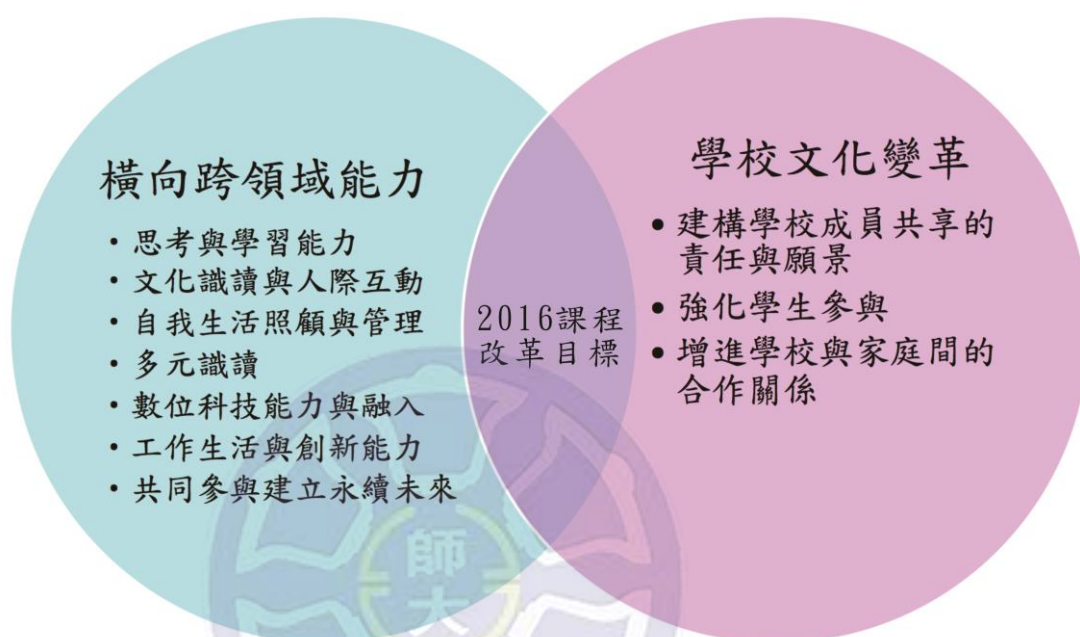 橫向跨領域能力
• 思考與學習能力
• 文化識讀與人際互動
• 自我生活照顧與管理
• 多元識讀
• 數位科技能力與融入
• 工作生活與創新能力
• 共同參與建立永續未來
2016課程
改革目標
學校文化變革
• 建構學校成員共享的
責任與願景
• 強化學生參與
• 增進學校與家庭間的
合作關係
師大